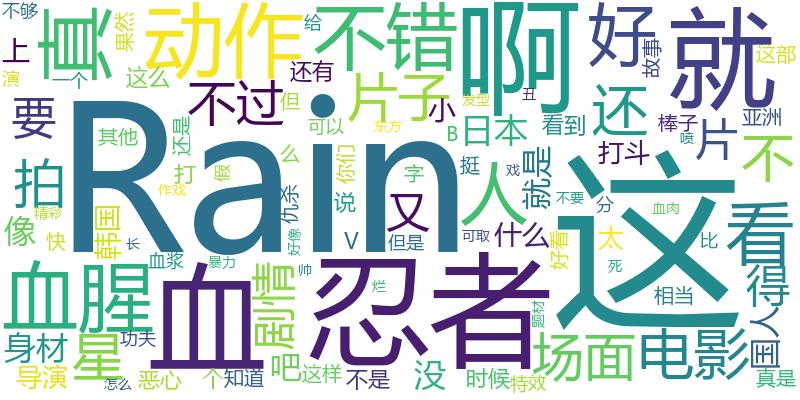 不够
真
果然
动作
给
不错
啊
好
故事
就
这部
上
演
一个
这么
还有
不过
但
片子
小
丑
发型
还
亚洲
要
其他
还是
可以
东方
B
日本
看到
棒子
喷
片
不
拍
Rain
打
假
么
你们
字
挺
人
就是
打斗
这
看
像
精彩
快
韩国
作戏
仇杀
好像
说
又
戏
不要
分
血肉
太
长
血浆
暴力
V
但是
可取
什么
好看
死
比
得
血腥
血
帅
忍者
烂
题材
相当
国人
身材
星
功夫
剧情
吧
没
场面
电影
导演
怎么
恶心
个
知道
这样
不是
时候
特效
真是